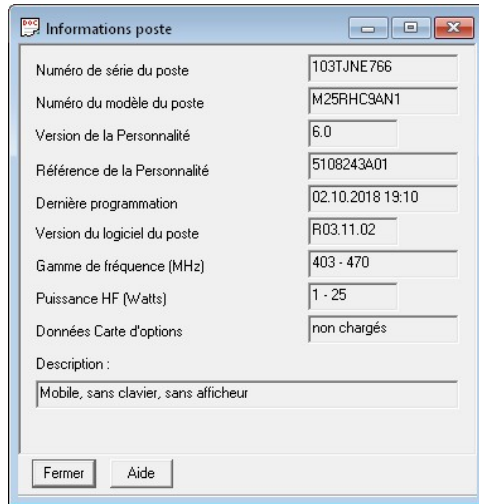 Informations poste
Numéro de série du poste 103TJNE766
Numéro du modèle du poste M25RHC9AN1
Version de la Personnalité 6.0
Référence de la Personnalité 5108243A01
Dernière programmation 02.10.2018 19:10
Version du logiciel du poste R03.11.02
Gamme de fréquence (MHz) 403 - 470
Puissance HF (Watts) 1 - 25
Données Carte d'options non chargés
Description :
Mobile, sans clavier, sans afficheur
Fermer Aide